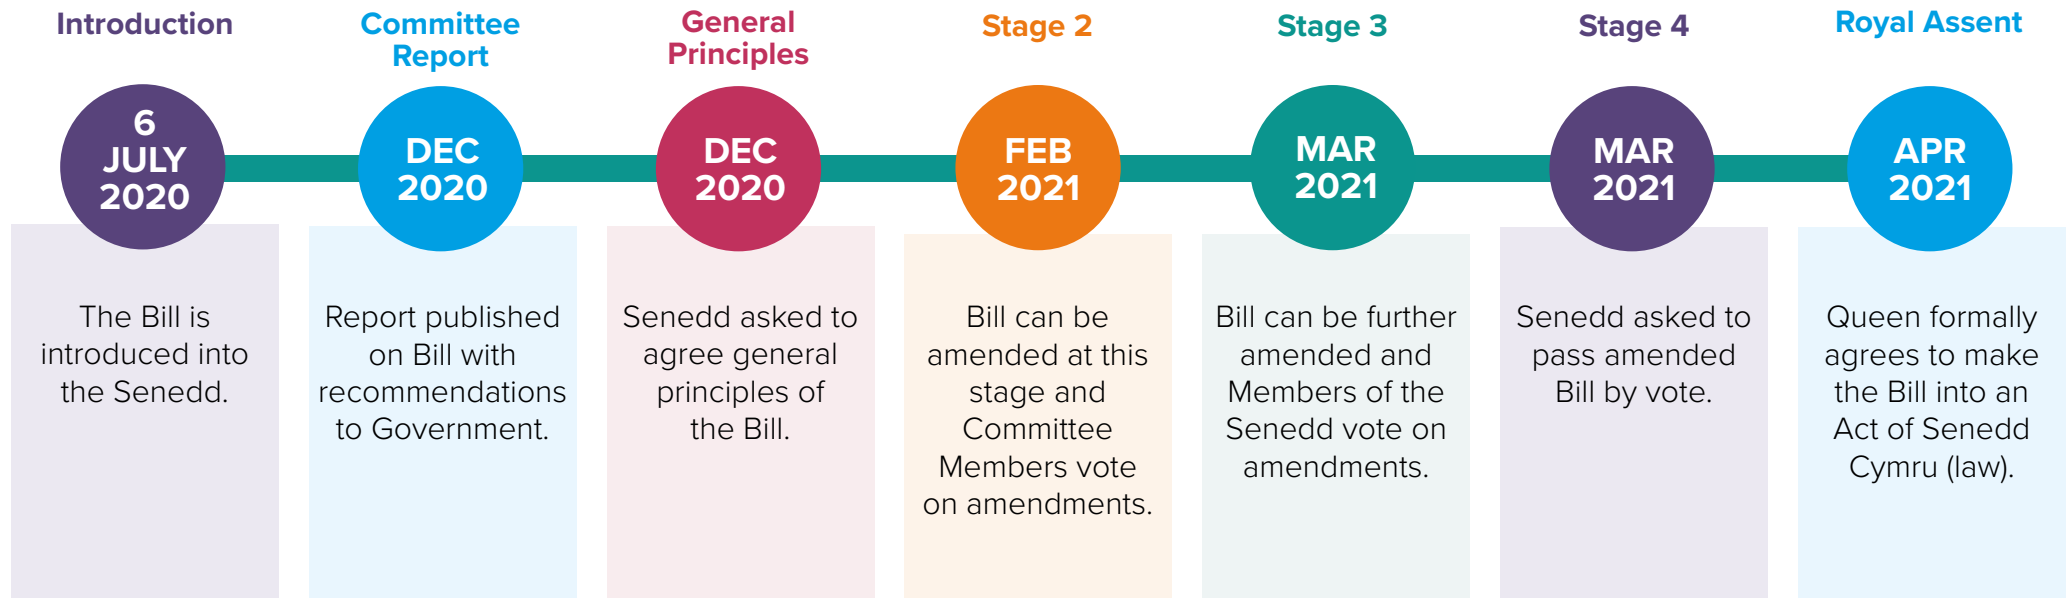 Introduction
6
JULY
2020
The Bill is
introduced into
the Senedd.
Committee
Report
DEC
2020
Report published
on Bill with
recommendations
to Government.
General
Principles
DEC
2020
Senedd asked to
agree general
principles of
the Bill.
Stage 2
FEB
2021
Bill can be
amended at this
stage and
Committee
Members vote
on amendments.
Stage 3
MAR
2021
Bill can be further
amended and
Members of the
Senedd vote on
amendments.
Stage 4
MAR
2021
Senedd asked to
pass amended
Bill by vote.
Royal Assent
APR
2021
Queen formally
agrees to make
the Bill into an
Act of Senedd
Cymru (law).